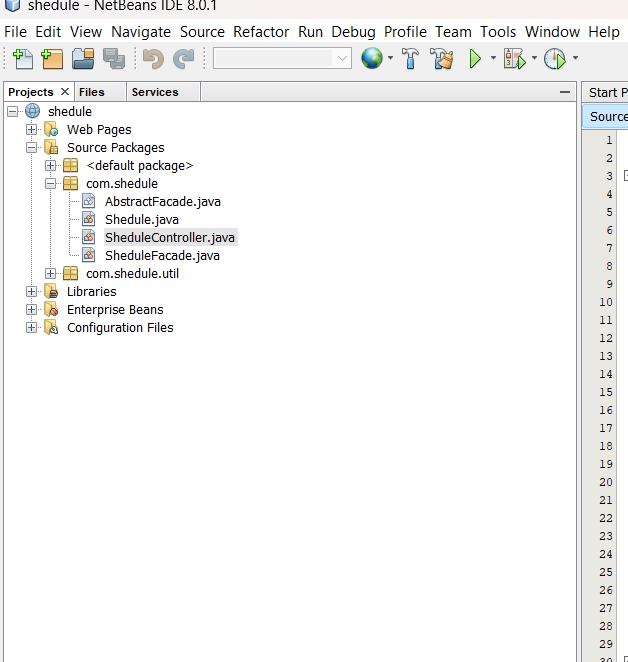 shedule - NetBeans IDE 8.0.1
File Edit View Navigate Source Refactor Run Debug Profile Team Tools Window Help
Projects Files Services
Start P
shedule
Source
Web Pages
Source Packages
<default package>
com.shedule
AbstractFacade.java
Shedule.java
SheduleController.java
SheduleFacade.java
com.shedule.util
Libraries
Enterprise Beans
Configuration Files
1
2
3
4
5
6
7
8
9
10
11
12
13
14
15
16
17
18
19
20
21
22
23
24
25
26
27
28
29
30